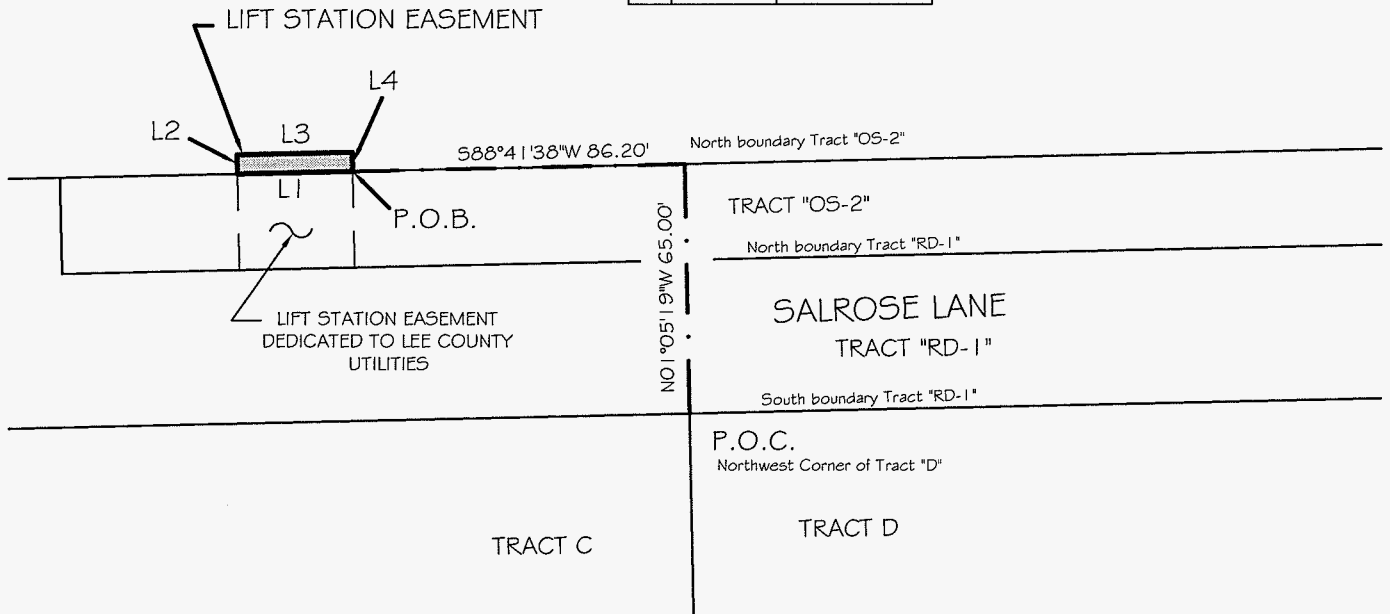 LIFT STATION EASEMENT
L4
L2
L3
S88°41'38"W 86.20'
North boundary Tract "OS-2"
L1
P.O.B.
TRACT "OS-2"
N01°05'19"W 65.00'
North boundary Tract "RD-1"
LIFT STATION EASEMENT
DEDICATED TO LEE COUNTY
UTILITIES
SALROSE LANE
TRACT "RD-1"
South boundary Tract "RD-1"
P.O.C.
Northwest Corner of Tract "D"
TRACT C
TRACT D